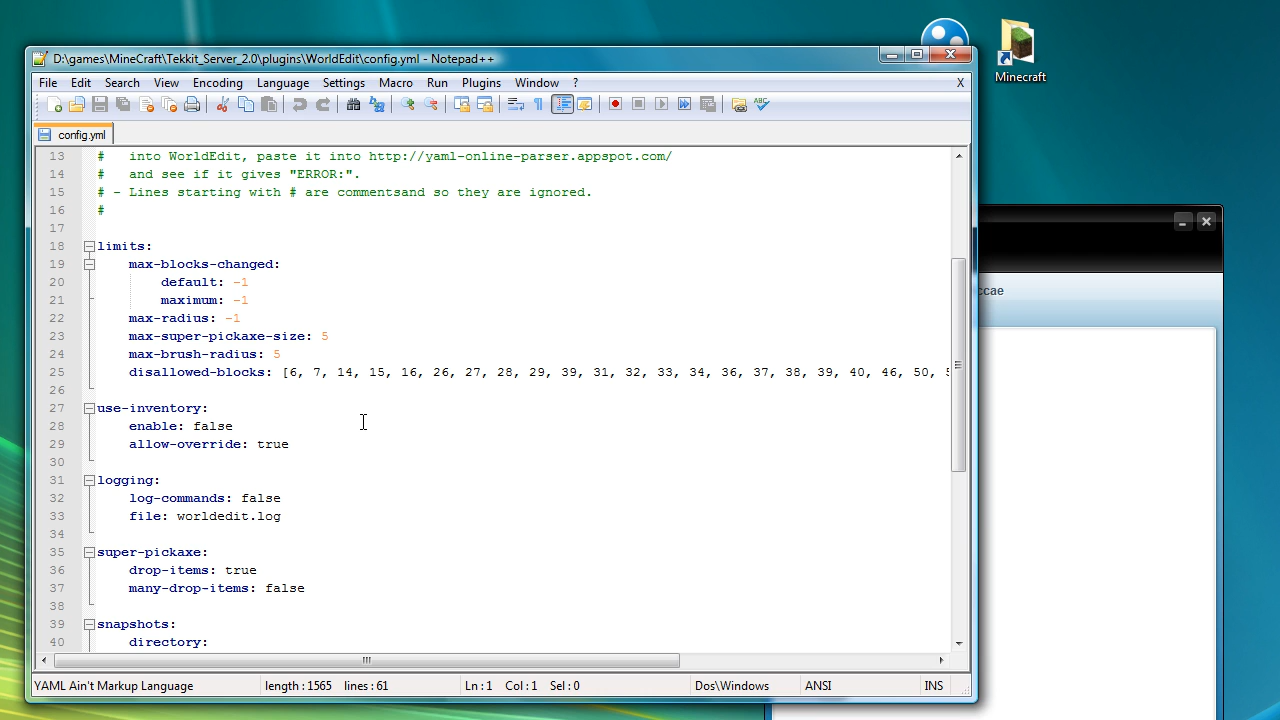 D:\games\MineCraft\Tekkit_Server_2.0\plugins\WorldEdit\config.yml - Notepad++
Minecraft
File Edit Search View Encoding Language Settings Macro Run Plugins Window ? X
config.yml
13 #   into WorldEdit, paste it into http://yaml-online-parser.appspot.com/
14 #   and see if it gives "ERROR:".
15 # - Lines starting with # are commentsand so they are ignored.
16 #
17
18 limits:
19 max-blocks-changed:
20 default: -1
21 maximum: -1
22 max-radius: -1
23 max-super-pickaxe-size: 5
24 max-brush-radius: 5
25 disallowed-blocks: [6, 7, 14, 15, 16, 26, 27, 28, 29, 39, 31, 32, 33, 34, 36, 37, 38, 39, 40, 46, 50,
26
27 use-inventory:
28 enable: false
29 allow-override: true
30
31 logging:
32 log-commands: false
33 file: worldedit.log
34
35 super-pickaxe:
36 drop-items: true
37 many-drop-items: false
38
39 snapshots:
40 directory:
ccae
YAML Ain't Markup Language length:1565 lines:61 Ln:1 Col:1 Sel:0 Dos\Windows ANSI INS